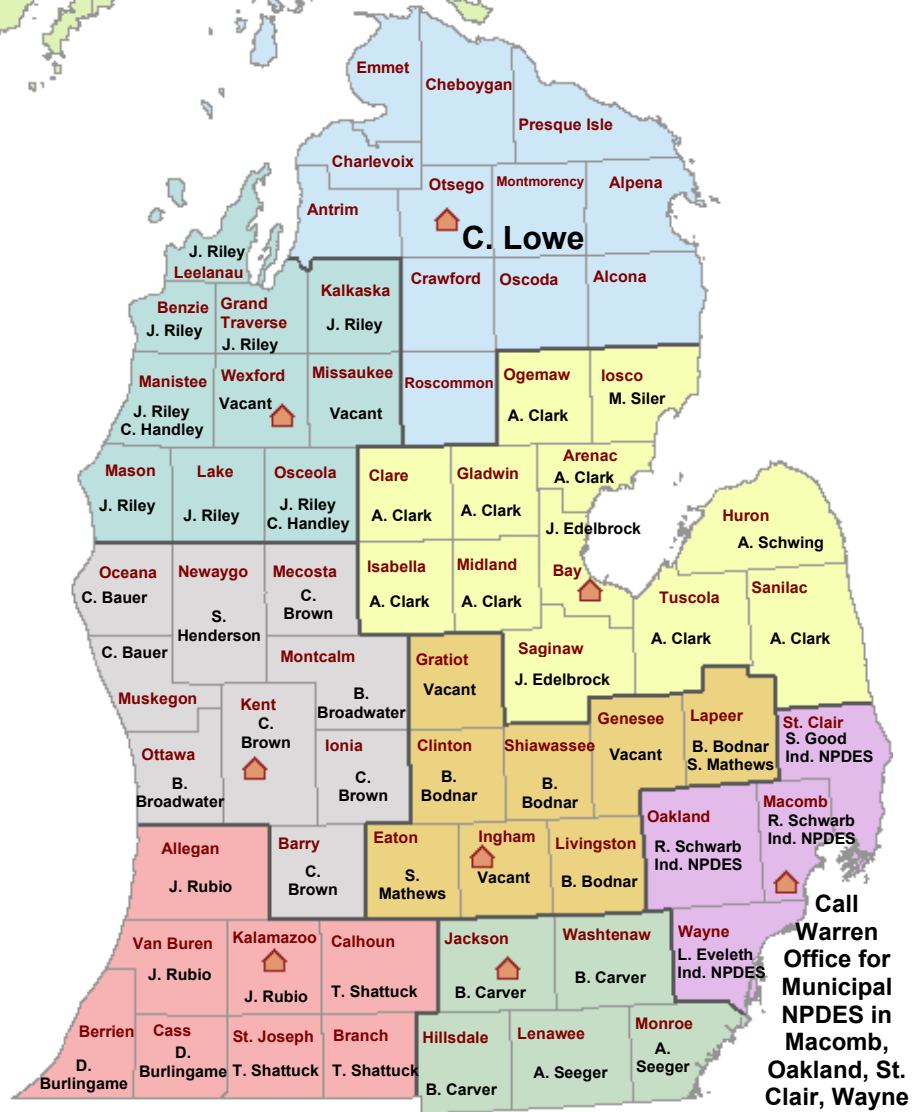 Emmet
Cheboygan
Presque Isle
Charlevoix
Otsego
Montmorency
Alpena
Antrim
C. Lowe
J. Riley
Leelanau
Crawford
Oscoda
Alcona
Benzie
J. Riley
Grand
Traverse
J. Riley
Kalkaska
J. Riley
Manistee
J. Riley
C. Handley
Wexford
Vacant
Missaukee
Vacant
Roscommon
Ogemaw
A. Clark
Iosco
M. Siler
Mason
J. Riley
Lake
J. Riley
Osceola
J. Riley
C. Handley
Clare
A. Clark
Gladwin
A. Clark
Arenac
A. Clark
J. Edelbrock
Bay
Huron
A. Schwing
Oceana
C. Bauer
Newaygo
S.
Henderson
Mecosta
C.
Brown
Isabella
A. Clark
Midland
A. Clark
Tuscola
A. Clark
Sanilac
A. Clark
C. Bauer
Muskegon
Montcalm
B.
Broadwater
Gratiot
Vacant
Saginaw
J. Edelbrock
Kent
C.
Brown
Ottawa
B.
Broadwater
Ionia
C.
Brown
Clinton
B.
Bodnar
Shiawassee
B.
Bodnar
Genesee
Vacant
Lapeer
B. Bodnar
S. Mathews
St. Clair
S. Good
Ind. NPDES
Allegan
J. Rubio
Barry
C.
Brown
Eaton
S.
Mathews
Ingham
Vacant
Livingston
B. Bodnar
Oakland
R. Schwarb
Ind. NPDES
Macomb
R. Schwarb
Ind. NPDES
Van Buren
J. Rubio
Kalamazoo
J. Rubio
Calhoun
T. Shattuck
Jackson
B. Carver
Washtenaw
B. Carver
Wayne
L. Eveleth
Ind. NPDES
Berrien
D.
Burlingame
Cass
D.
Burlingame
St. Joseph
T. Shattuck
Branch
T. Shattuck
Hillsdale
B. Carver
Lenawee
A. Seeger
Monroe
A.
Seeger
Call
Warren
Office for
Municipal
NPDES in
Macomb,
Oakland, St.
Clair, Wayne